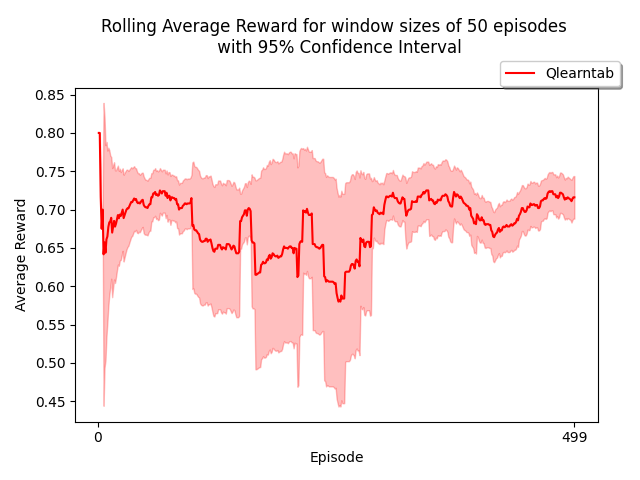 Rolling Average Reward for window sizes of 50 episodes
with 95% Confidence Interval
Qlearntab
0.85
0.80
0.75
0.70
0.65
0.60
0.55
0.50
0.45
Average Reward
0
499
Episode